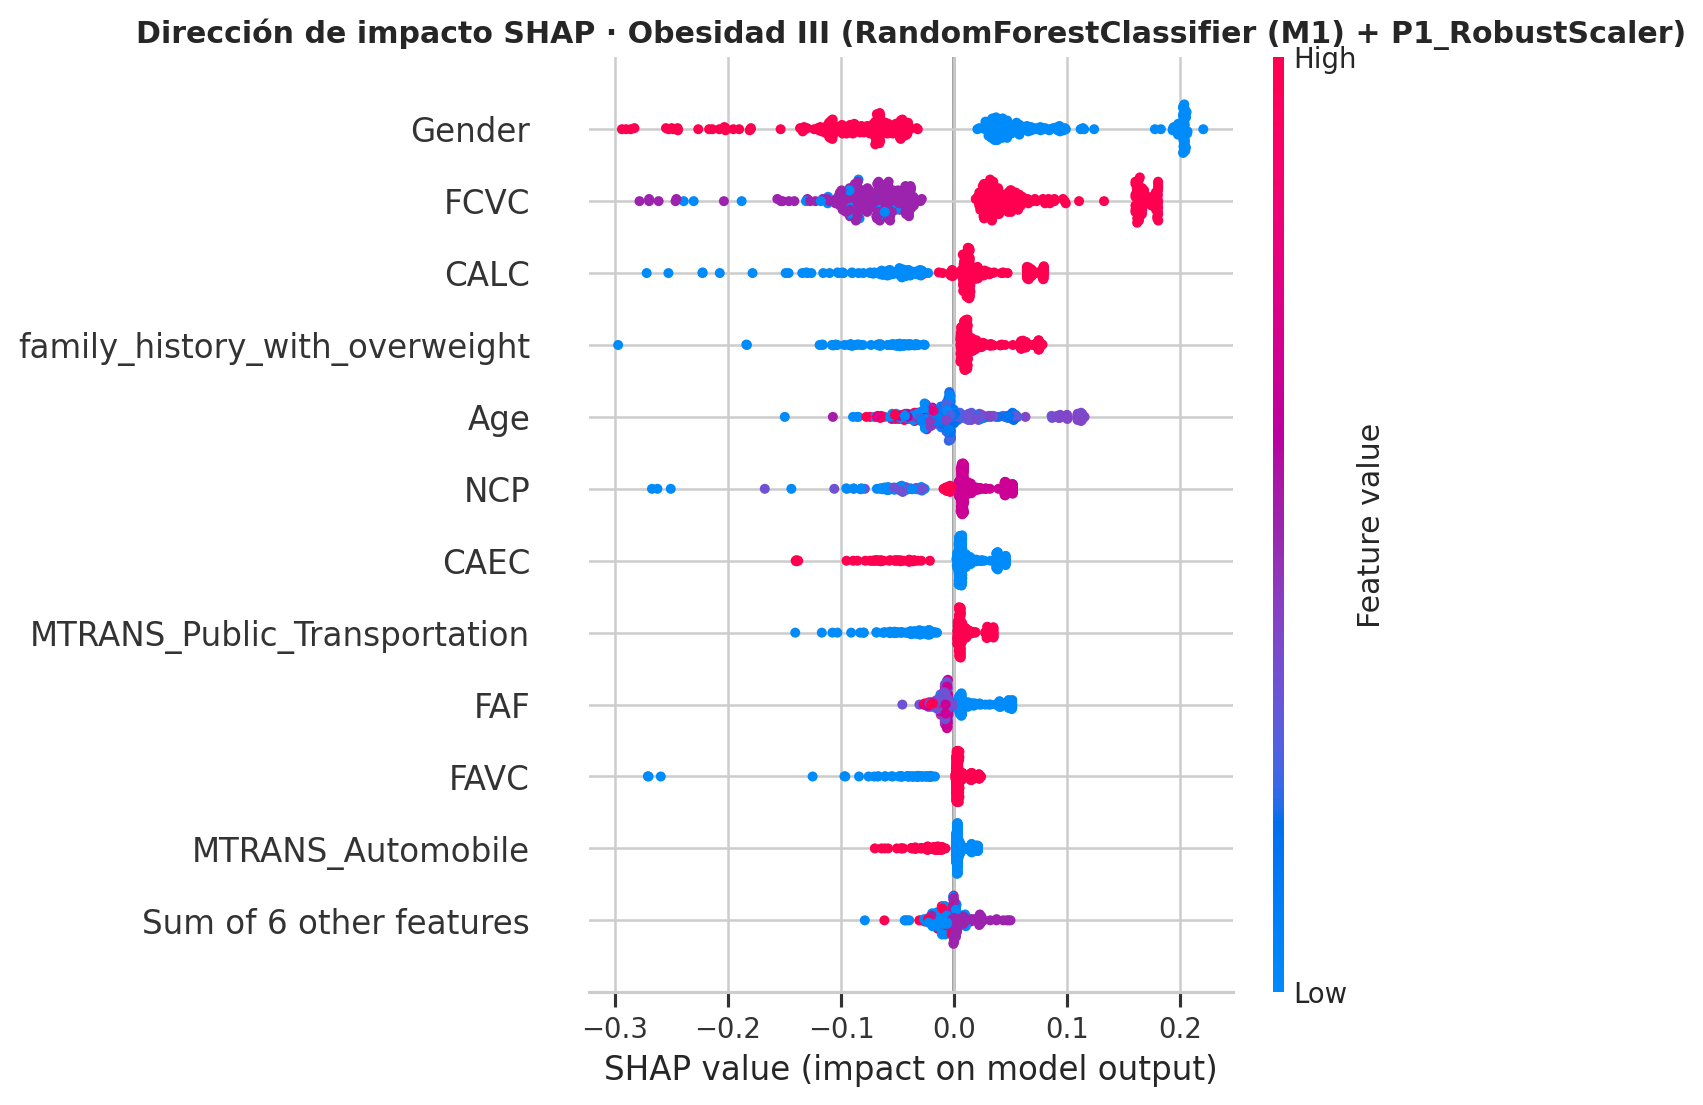 Dirección de impacto SHAP · Obesidad III (RandomForestClassifier (M1) + P1_RobustScaler)
High
Gender
FCVC
CALC
family_history_with_overweight
Age
NCP
CAEC
MTRANS_Public_Transportation
FAF
FAVC
MTRANS_Automobile
Sum of 6 other features
Feature value
Low
−0.3 −0.2 −0.1 0.0 0.1 0.2
SHAP value (impact on model output)